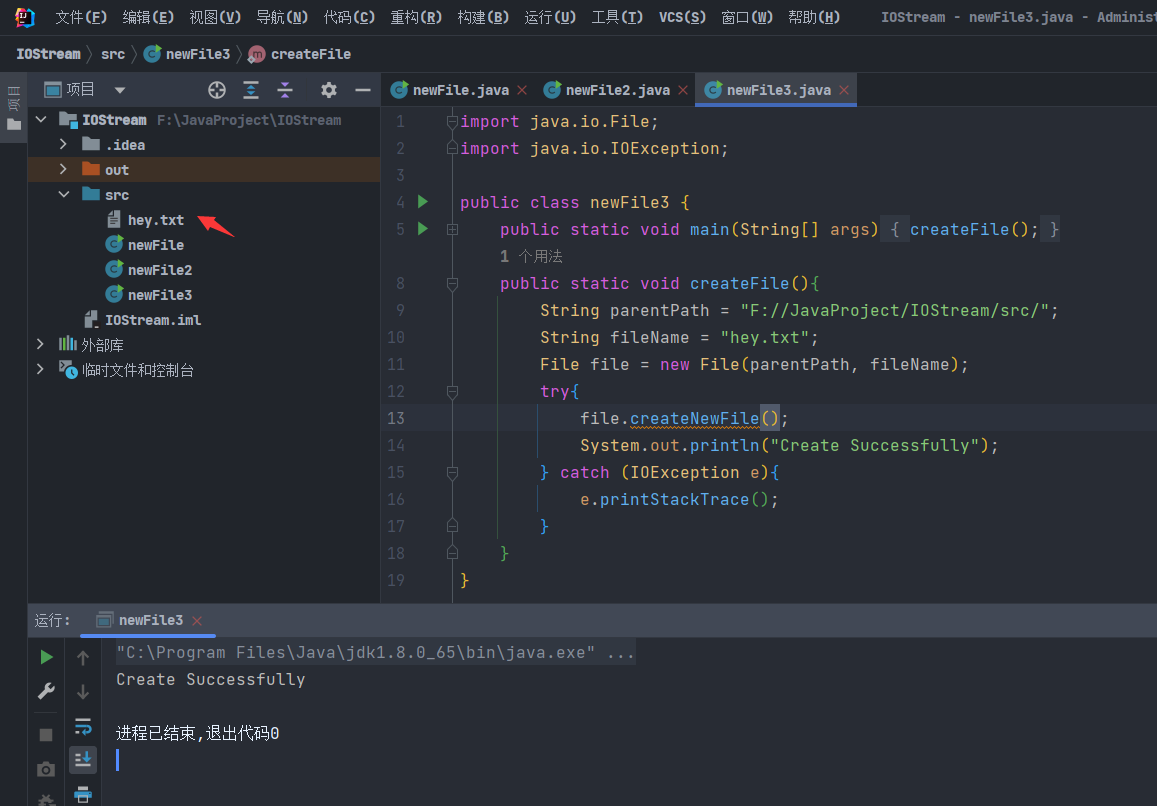 文件(F) 编辑(E) 视图(V) 导航(N) 代码(C) 重构(R) 构建(B) 运行(U) 工具(T) VCS(S) 窗口(W) 帮助(H) IOStream - newFile3.java - Administ
IOStream src newFile3 createFile
项目
项目
newFile.java newFile2.java newFile3.java
IOStream F:\JavaProject\IOStream
.idea
out
src
hey.txt
newFile
newFile2
newFile3
IOStream.iml
外部库
临时文件和控制台
1 import java.io.File;
2 import java.io.IOException;
3
4 public class newFile3 {
5 public static void main(String[] args) { createFile(); }
1 个用法
8 public static void createFile(){
9 String parentPath = "F://JavaProject/IOStream/src/";
10 String fileName = "hey.txt";
11 File file = new File(parentPath, fileName);
12 try{
13 file.createNewFile();
14 System.out.println("Create Successfully");
15 } catch (IOException e){
16 e.printStackTrace();
17 }
18 }
19 }
运行: newFile3
"C:\Program Files\Java\jdk1.8.0_65\bin\java.exe" ...
Create Successfully
进程已结束,退出代码0